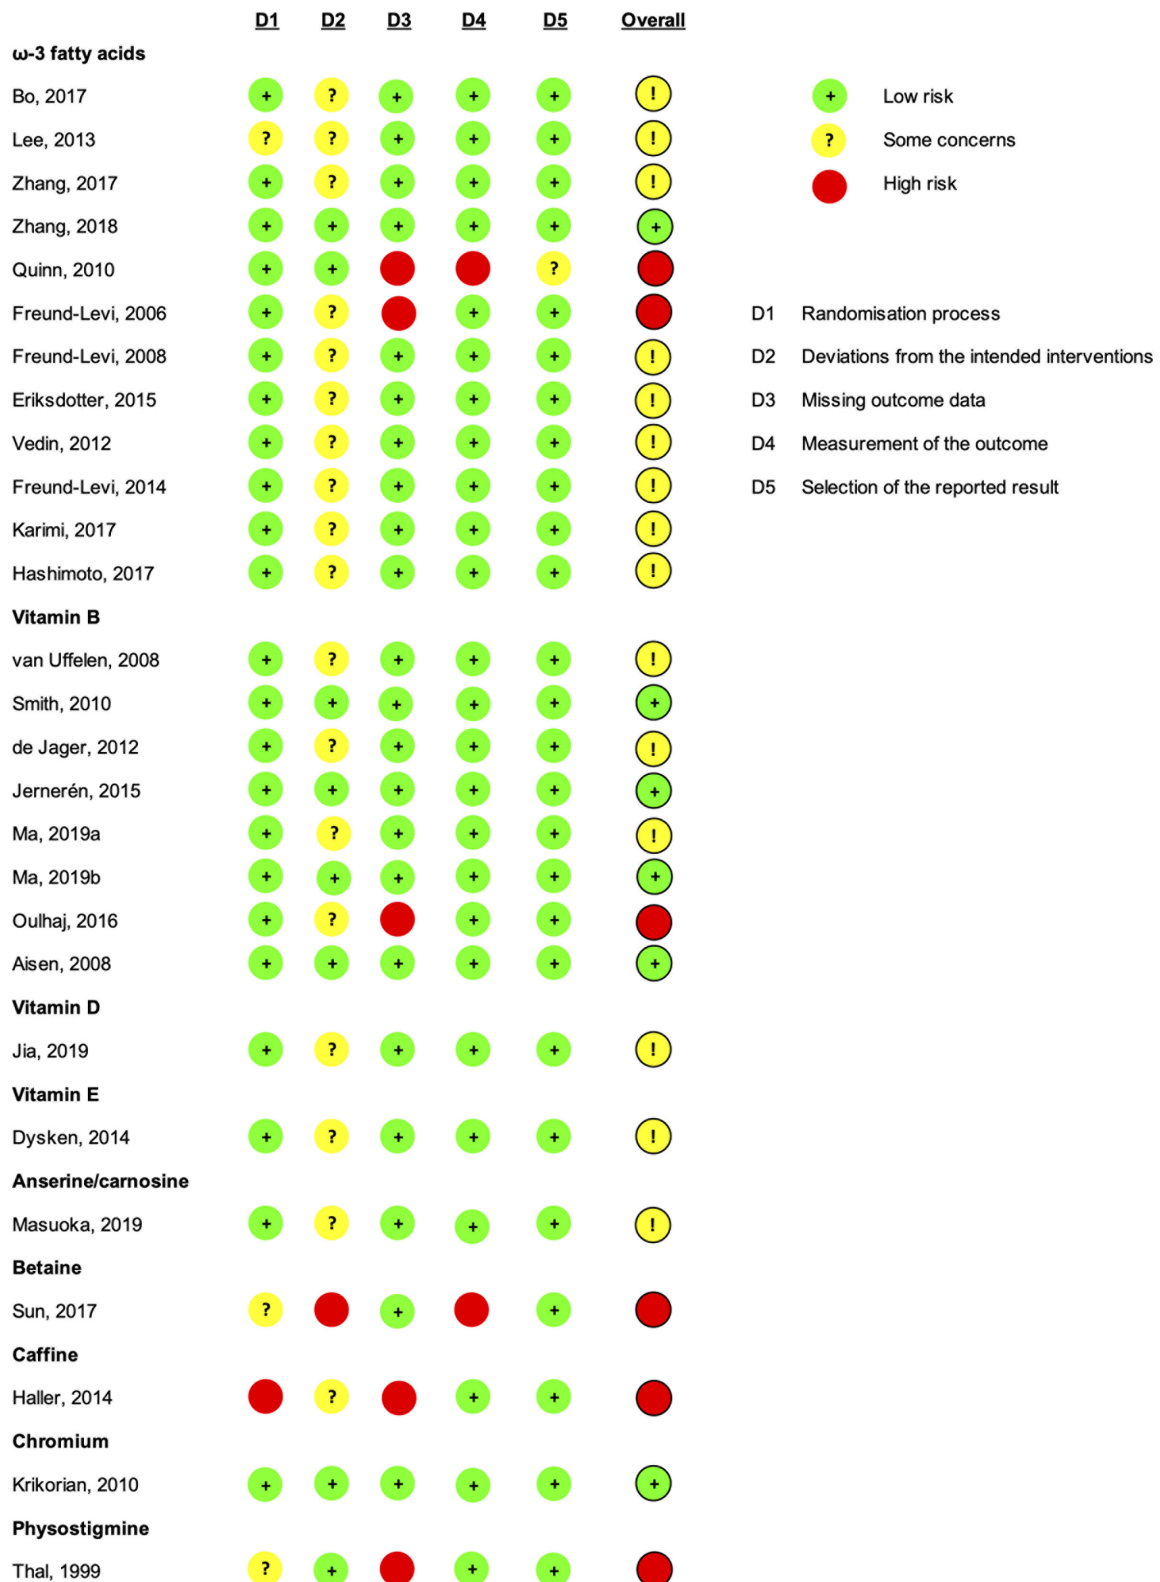 D1 D2 D3 D4 D5 Overall
ω-3 fatty acids
Bo, 2017 + ? + + + ! + Low risk
Lee, 2013 ? ? + + + ! ? Some concerns
Zhang, 2017 + ? + + + ! High risk
Zhang, 2018 + + + + + +
Quinn, 2010 + + ?
Freund-Levi, 2006 + ? + + D1 Randomisation process
Freund-Levi, 2008 + ? + + + ! D2 Deviations from the intended interventions
Eriksdotter, 2015 + ? + + + ! D3 Missing outcome data
Vedin, 2012 + ? + + + ! D4 Measurement of the outcome
Freund-Levi, 2014 + ? + + + ! D5 Selection of the reported result
Karimi, 2017 + ? + + + !
Hashimoto, 2017 + ? + + + !
Vitamin B
van Uffelen, 2008 + ? + + + !
Smith, 2010 + + + + + +
de Jager, 2012 + ? + + + !
Jernerén, 2015 + + + + + +
Ma, 2019a + ? + + + !
Ma, 2019b + + + + + +
Oulhaj, 2016 + ? + +
Aisen, 2008 + + + + + +
Vitamin D
Jia, 2019 + ? + + + !
Vitamin E
Dysken, 2014 + ? + + + !
Anserine/carnosine
Masuoka, 2019 + ? + + + !
Betaine
Sun, 2017 ? + +
Caffine
Haller, 2014 ? + +
Chromium
Krikorian, 2010 + + + + + +
Physostigmine
Thal, 1999 ? + + +